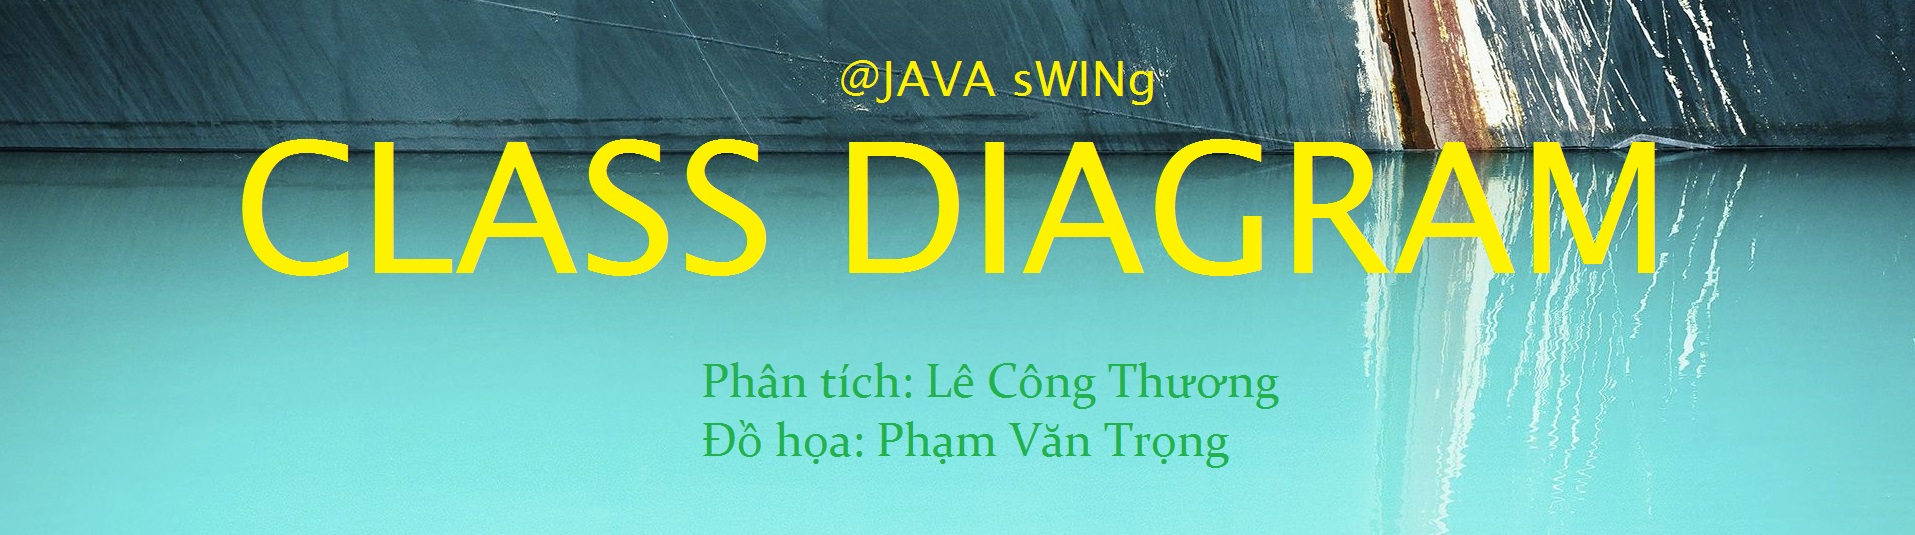 @JAVA sWINg
CLASS DIAGRAM
Phân tích: Lê Công Thương
Đồ họa: Phạm Văn Trọng